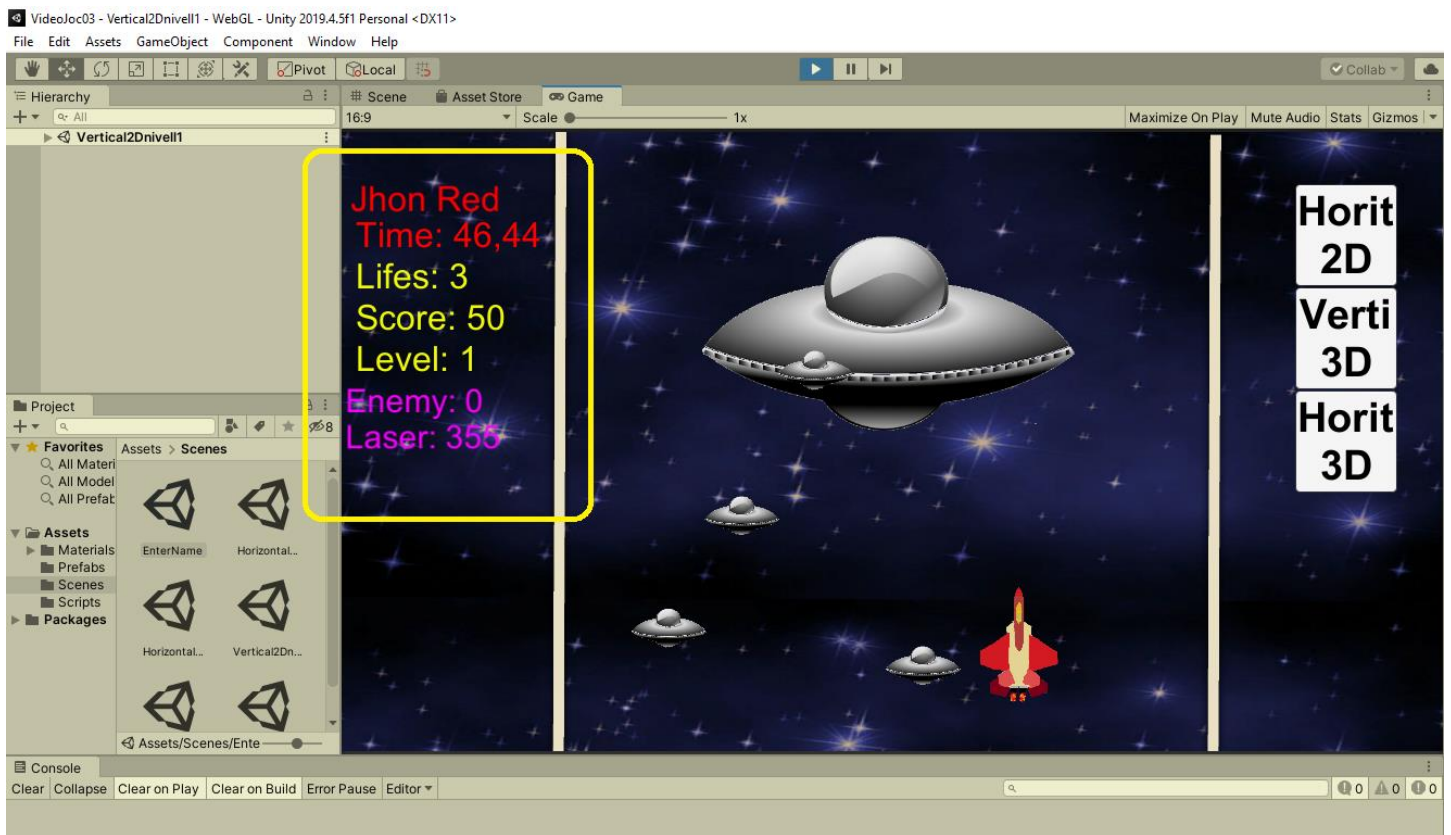 VideoJoc03 - Vertical2Dnivell1 - WebGL - Unity 2019.4.5f1 Personal <DX11>
File Edit Assets GameObject Component Window Help
Pivot Local Collab
Hierarchy
All
Vertical2Dnivell1
Scene Asset Store Game
16:9 Scale 1x Maximize On Play Mute Audio Stats Gizmos
Jhon Red
Time: 46,44
Lifes: 3
Score: 50
Level: 1
Enemy: 0
Laser: 355
Horit
2D
Verti
3D
Horit
3D
Project
8
Favorites
All Materi
All Model
All Prefab
Assets
Materials
Prefabs
Scenes
Scripts
Packages
Assets > Scenes
EnterName Horizontal...
Horizontal... Vertical2Dn...
Assets/Scenes/Ente
Console
Clear Collapse Clear on Play Clear on Build Error Pause Editor 0 0 0